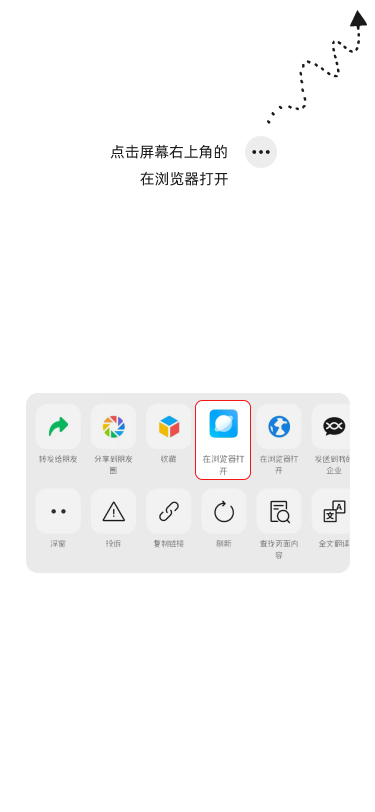 点击屏幕右上角的
在浏览器打开
转发给朋友
分享到朋友
圈
收藏
在浏览器打
开
在浏览器打
开
发送到我的
企业
浮窗
投诉
复制链接
刷新
查找页面内
容
全文翻译